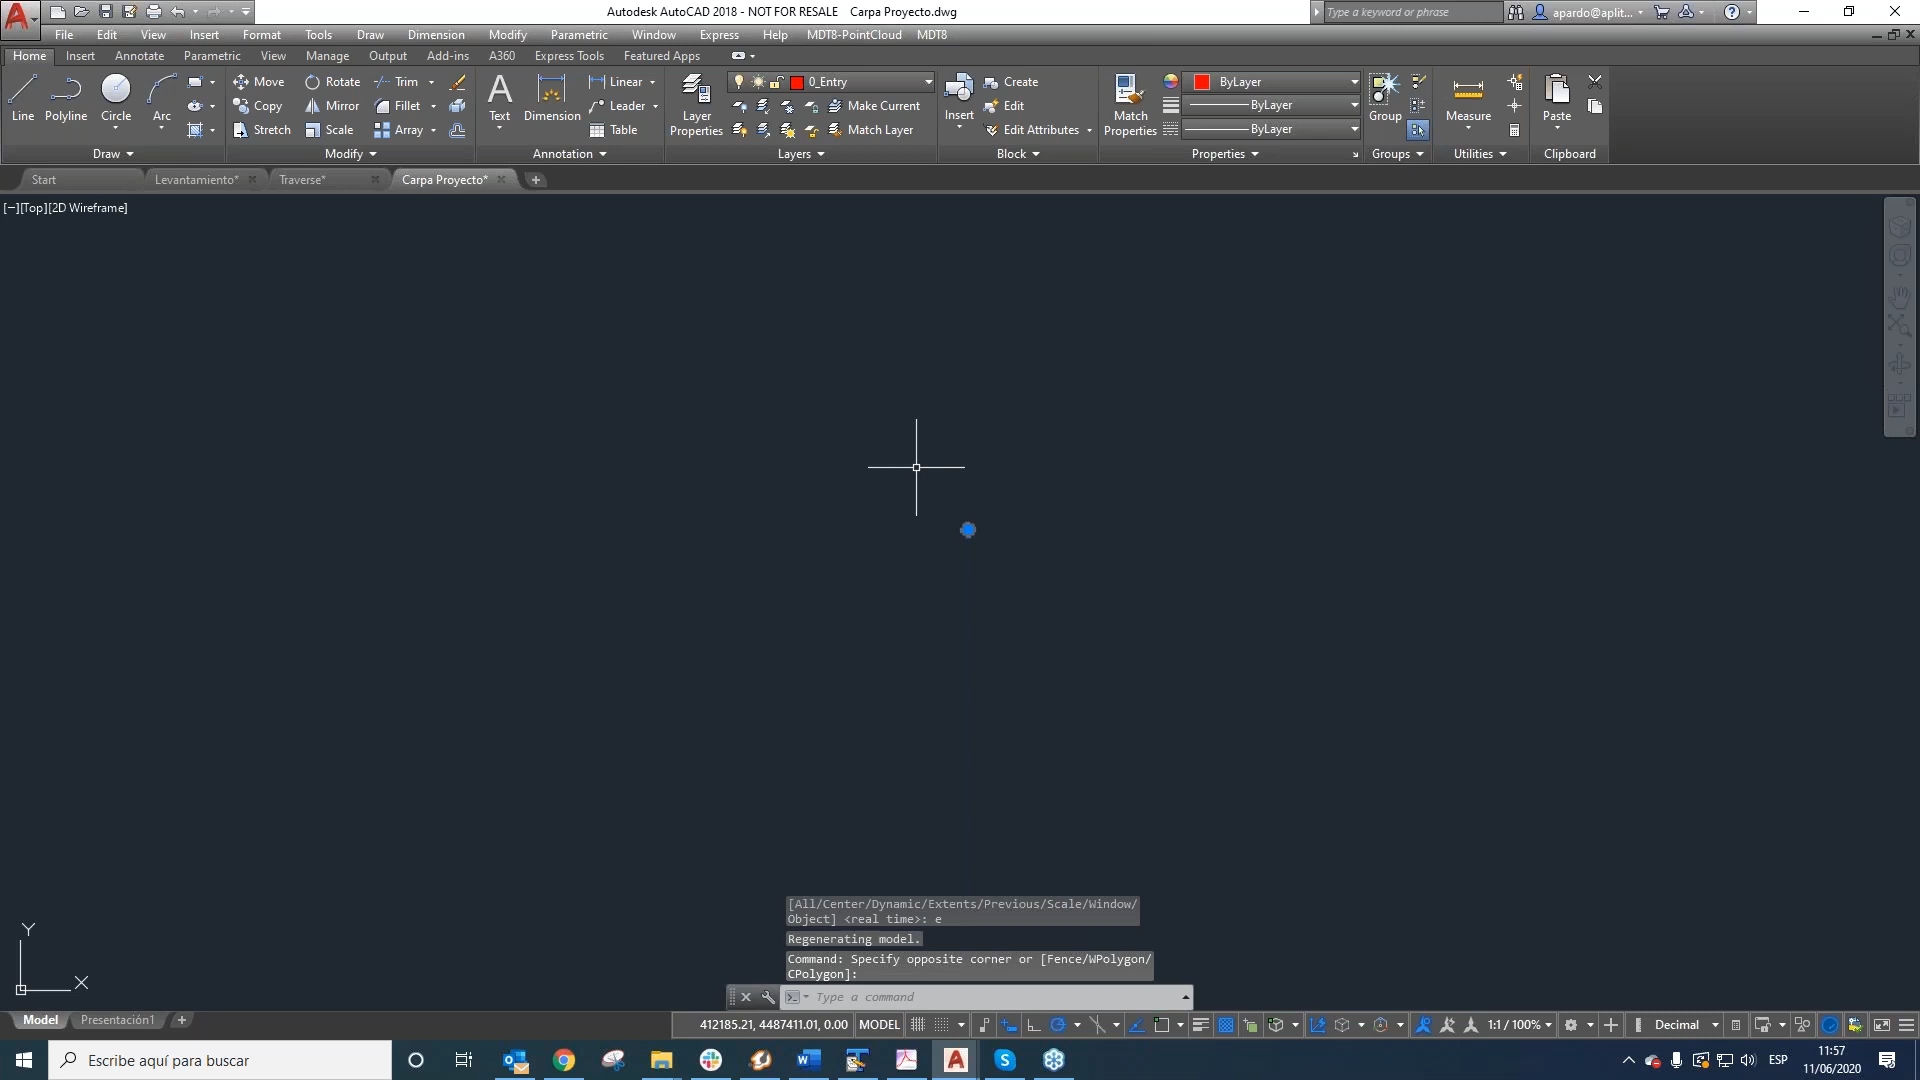 Autodesk AutoCAD 2018 - NOT FOR RESALE Carpa Proyecto.dwg
Type a keyword or phrase
apardo@aplit...
File Edit View Insert Format Tools Draw Dimension Modify Parametric Window Express Help MDT8-PointCloud MDT8
Home Insert Annotate Parametric View Manage Output Add-ins A360 Express Tools Featured Apps
Line Polyline Circle Arc
Move Rotate Trim
Copy Mirror Fillet
Stretch Scale Array
Text Dimension
Linear
Leader
Table
Layer
Properties
0_Entry
Make Current
Match Layer
Insert
Create
Edit
Edit Attributes
Match
Properties
ByLayer
ByLayer
ByLayer
Group
Measure
Paste
Draw Modify Annotation Layers Block Properties Groups Utilities Clipboard
Start Levantamiento* Traverse* Carpa Proyecto*
[−][Top][2D Wireframe]
[All/Center/Dynamic/Extents/Previous/Scale/Window/
Object] <real time>: e
Regenerating model.
Command: Specify opposite corner or [Fence/WPolygon/
CPolygon]:
Type a command
Y
X
Model Presentación1
412185.21, 4487411.01, 0.00 MODEL 1:1 / 100% Decimal
Escribe aquí para buscar
ESP
11:57
11/06/2020